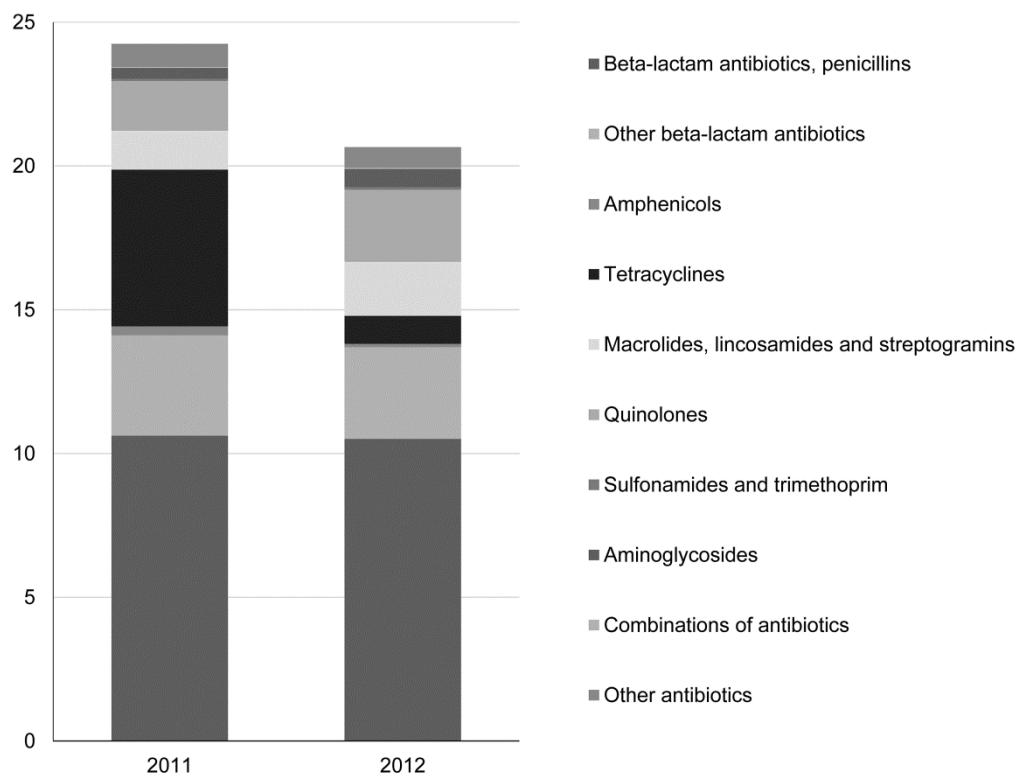 25
20
15
10
5
0
2011
2012
Beta-lactam antibiotics, penicillins
Other beta-lactam antibiotics
Amphenicols
Tetracyclines
Macrolides, lincosamides and streptogramins
Quinolones
Sulfonamides and trimethoprim
Aminoglycosides
Combinations of antibiotics
Other antibiotics